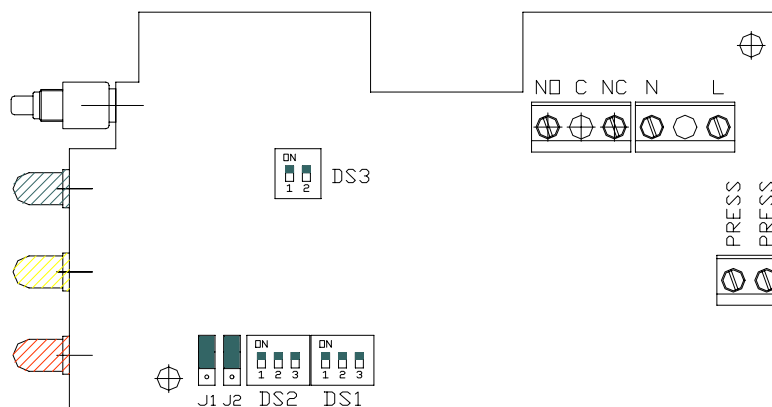 NO C NC N L
ON
1 2
DS3
PRESS
PRESS
ON
1 2 3
ON
1 2 3
J1 J2 DS2 DS1